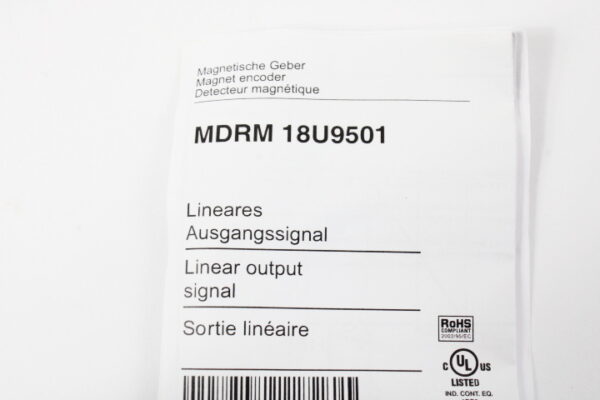 Magnetische Geber
Magnet encoder
Detecteur magnétique
MDRM 18U9501
Lineares
Ausgangssignal
Linear output
signal
Sortie linéaire
RoHS
COMPLIANT
2002/95/EC
C UL US
LISTED
IND. CONT. EQ.